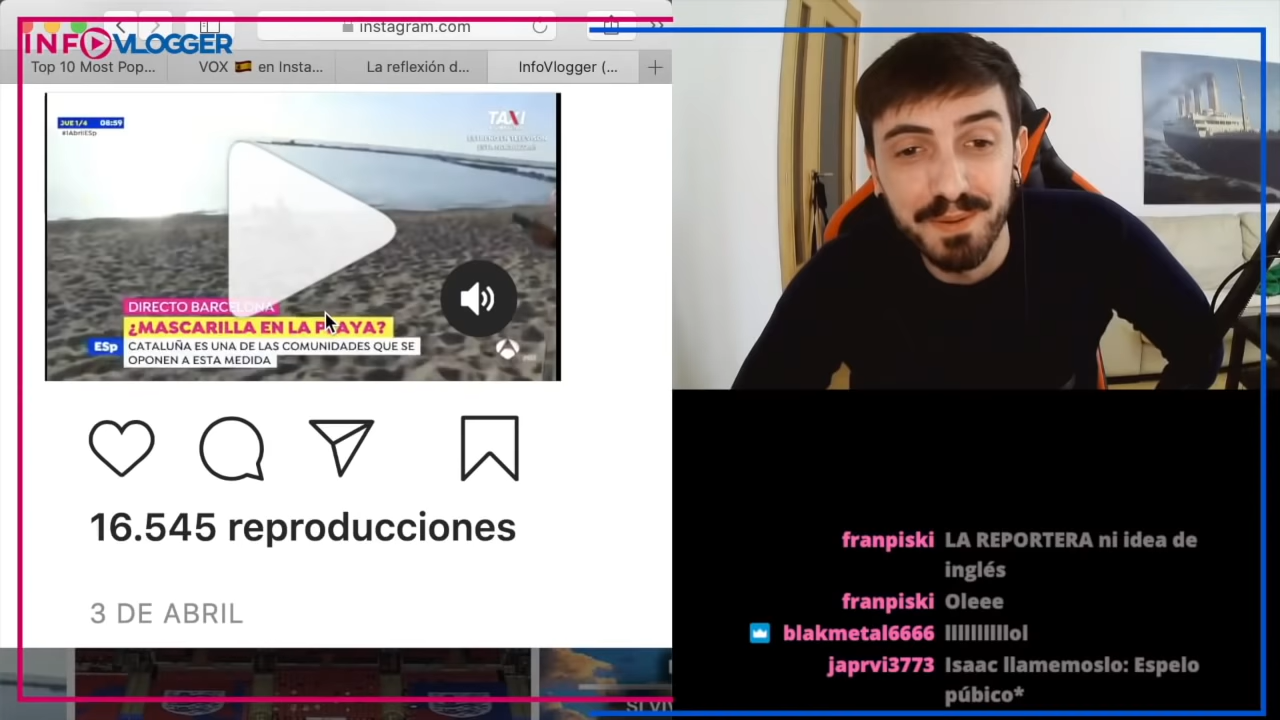 instagram.com
INFOVLOGGER
Top 10 Most Pop...
VOX 🇪🇸 en Insta...
La reflexión d...
InfoVlogger (...
JUE 1/4 08:59
#1AbrilESp
TAXI
DIRECTO BARCELONA
¿MASCARILLA EN LA PLAYA?
ESp
CATALUÑA ES UNA DE LAS COMUNIDADES QUE SE
OPONEN A ESTA MEDIDA
16.545 reproducciones
3 DE ABRIL
franpiski LA REPORTERA ni idea de
inglés
franpiski Oleee
blakmetal6666 llllllllllol
japrvi3773 Isaac llamemoslo: Espelo
púbico*